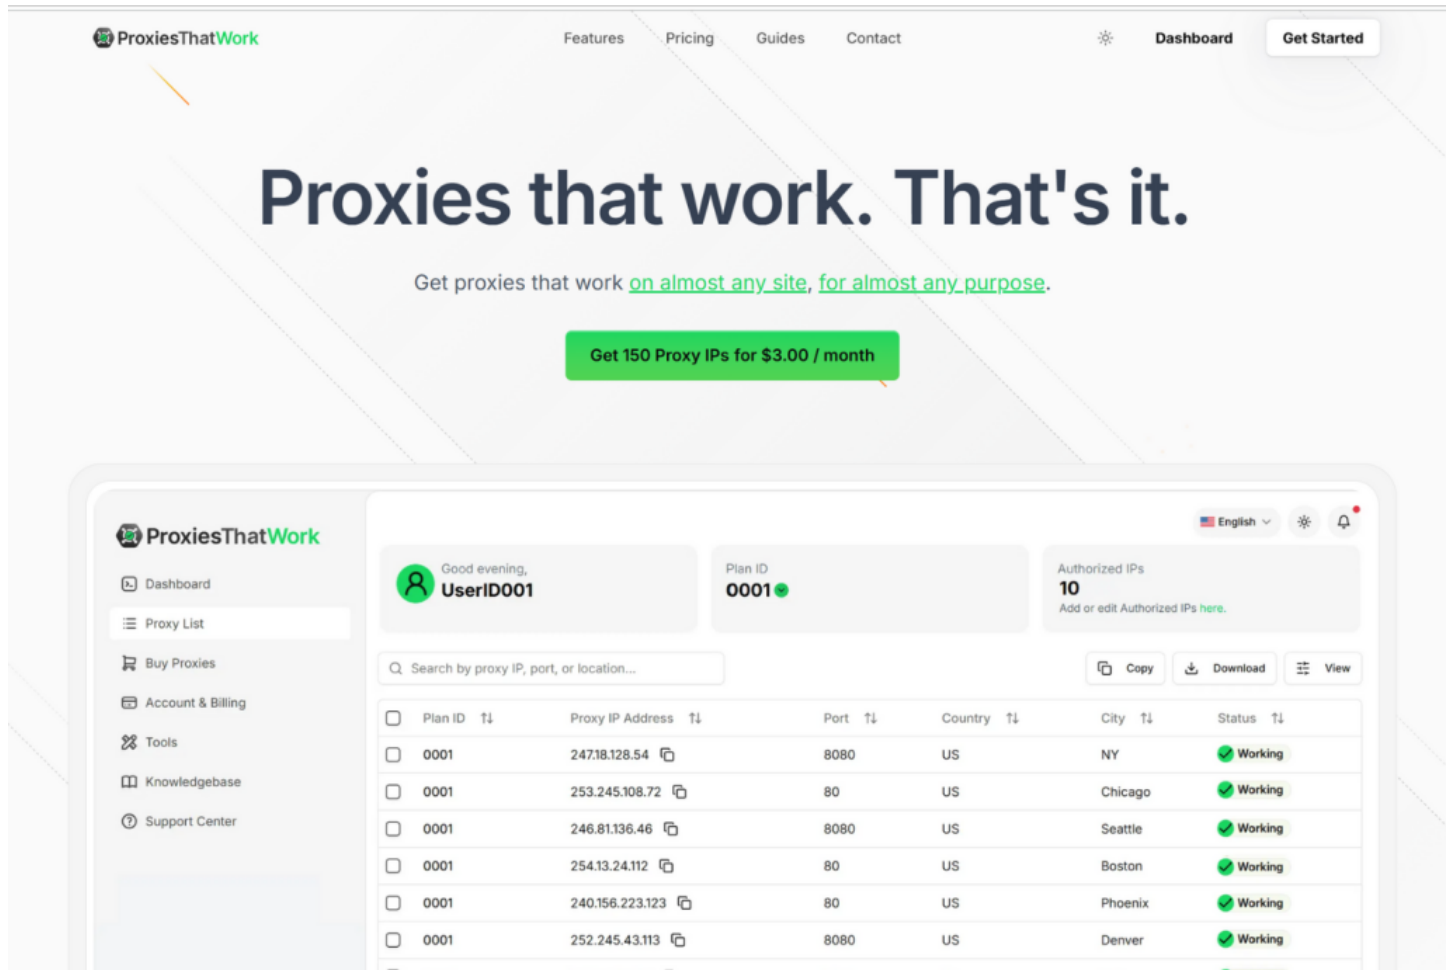 ProxiesThatWork
Features Pricing Guides Contact
Dashboard Get Started
Proxies that work. That's it.
Get proxies that work on almost any site, for almost any purpose.
Get 150 Proxy IPs for $3.00 / month
ProxiesThatWork
Dashboard
Proxy List
Buy Proxies
Account & Billing
Tools
Knowledgebase
Support Center
English
Good evening,
UserID001
Plan ID
0001
Authorized IPs
10
Add or edit Authorized IPs here.
Search by proxy IP, port, or location...
Copy Download View
Plan ID Proxy IP Address Port Country City Status
0001 247.18.128.54 8080 US NY Working
0001 253.245.108.72 80 US Chicago Working
0001 246.81.136.46 8080 US Seattle Working
0001 254.13.24.112 80 US Boston Working
0001 240.156.223.123 80 US Phoenix Working
0001 252.245.43.113 8080 US Denver Working